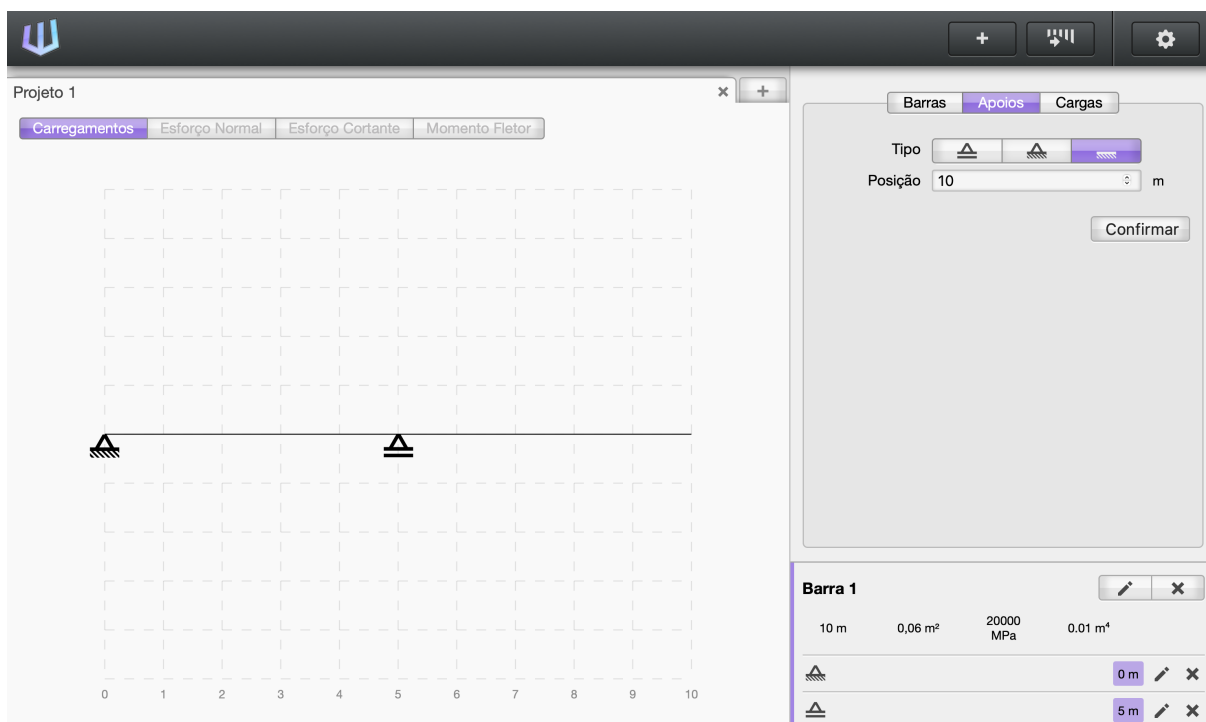 Projeto 1
Carregamentos Esforço Normal Esforço Cortante Momento Fletor
0 1 2 3 4 5 6 7 8 9 10
Barras Apoios Cargas
Tipo
Posição 10 m
Confirmar
Barra 1
10 m 0,06 m² 20000 MPa 0.01 m⁴
0 m
5 m